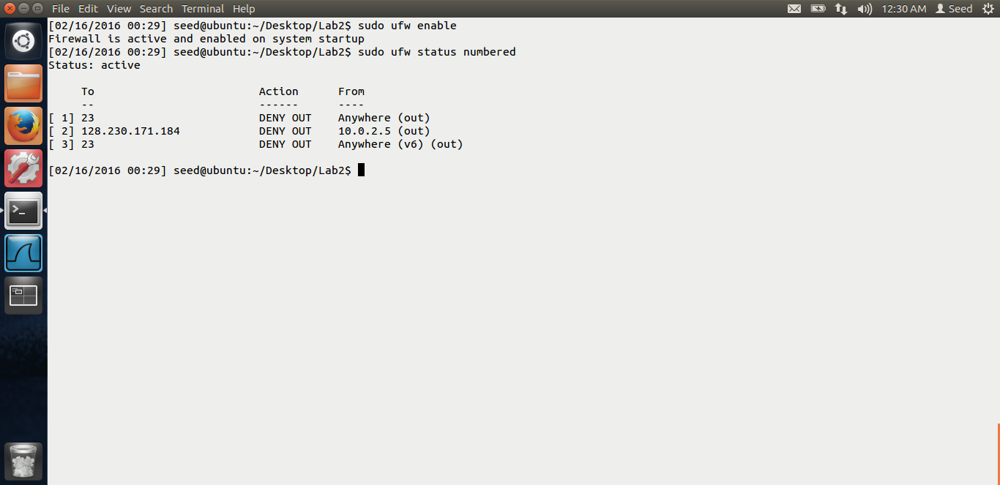 File Edit View Search Terminal Help 12:30 AM Seed
[02/16/2016 00:29] seed@ubuntu:~/Desktop/Lab2$ sudo ufw enable
Firewall is active and enabled on system startup
[02/16/2016 00:29] seed@ubuntu:~/Desktop/Lab2$ sudo ufw status numbered
Status: active
To Action From
-- ------ ----
[ 1] 23 DENY OUT Anywhere (out)
[ 2] 128.230.171.184 DENY OUT 10.0.2.5 (out)
[ 3] 23 DENY OUT Anywhere (v6) (out)
[02/16/2016 00:29] seed@ubuntu:~/Desktop/Lab2$